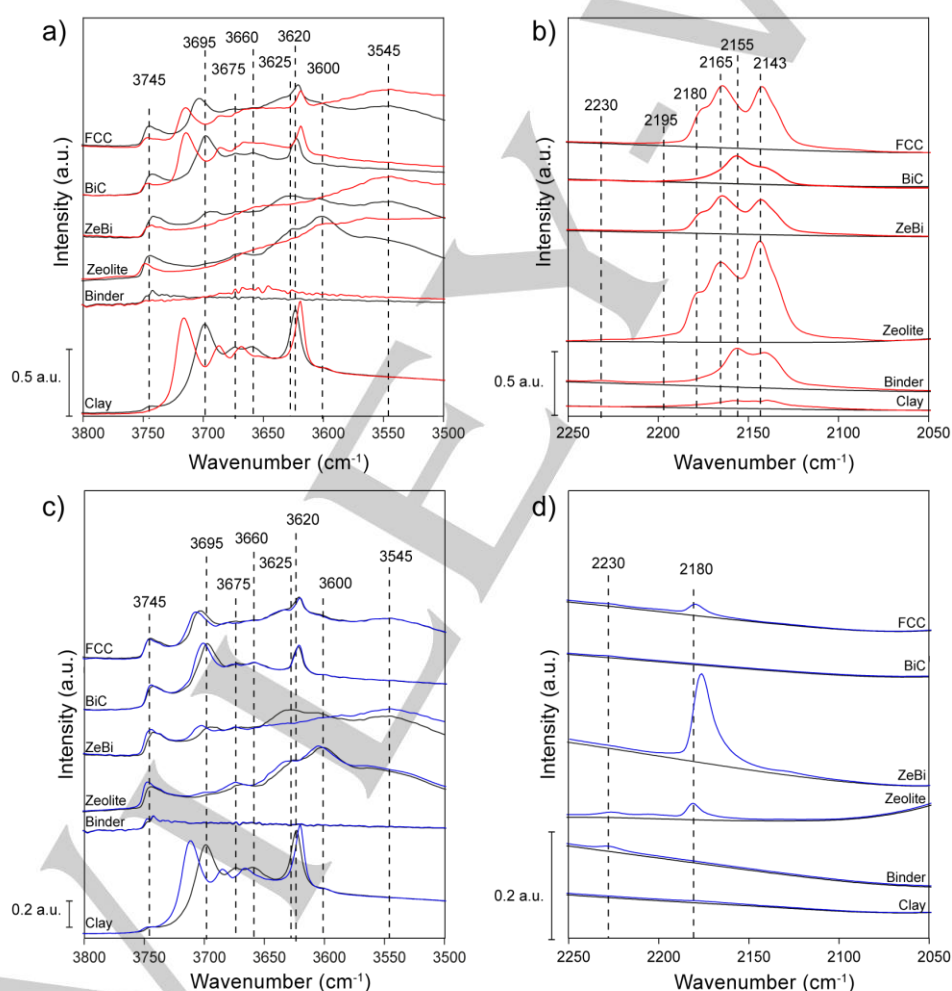 a)
3695 3660 3620
3745 3675 3625 3600 3545
FCC
BiC
ZeBi
Zeolite
Binder
Clay
0.5 a.u.
Intensity (a.u.)
3800 3750 3700 3650 3600 3550 3500
Wavenumber (cm⁻¹)
b)
2155
2165 2143
2230 2195 2180
FCC
BiC
ZeBi
Zeolite
Binder
Clay
0.5 a.u.
Intensity (a.u.)
2250 2200 2150 2100 2050
Wavenumber (cm⁻¹)
c)
3695 3660 3620
3745 3675 3625 3600 3545
FCC
BiC
ZeBi
Zeolite
Binder
Clay
0.2 a.u.
Intensity (a.u.)
3800 3750 3700 3650 3600 3550 3500
Wavenumber (cm⁻¹)
d)
2230 2180
FCC
BiC
ZeBi
Zeolite
Binder
Clay
0.2 a.u.
Intensity (a.u.)
2250 2200 2150 2100 2050
Wavenumber (cm⁻¹)
WILEY-V